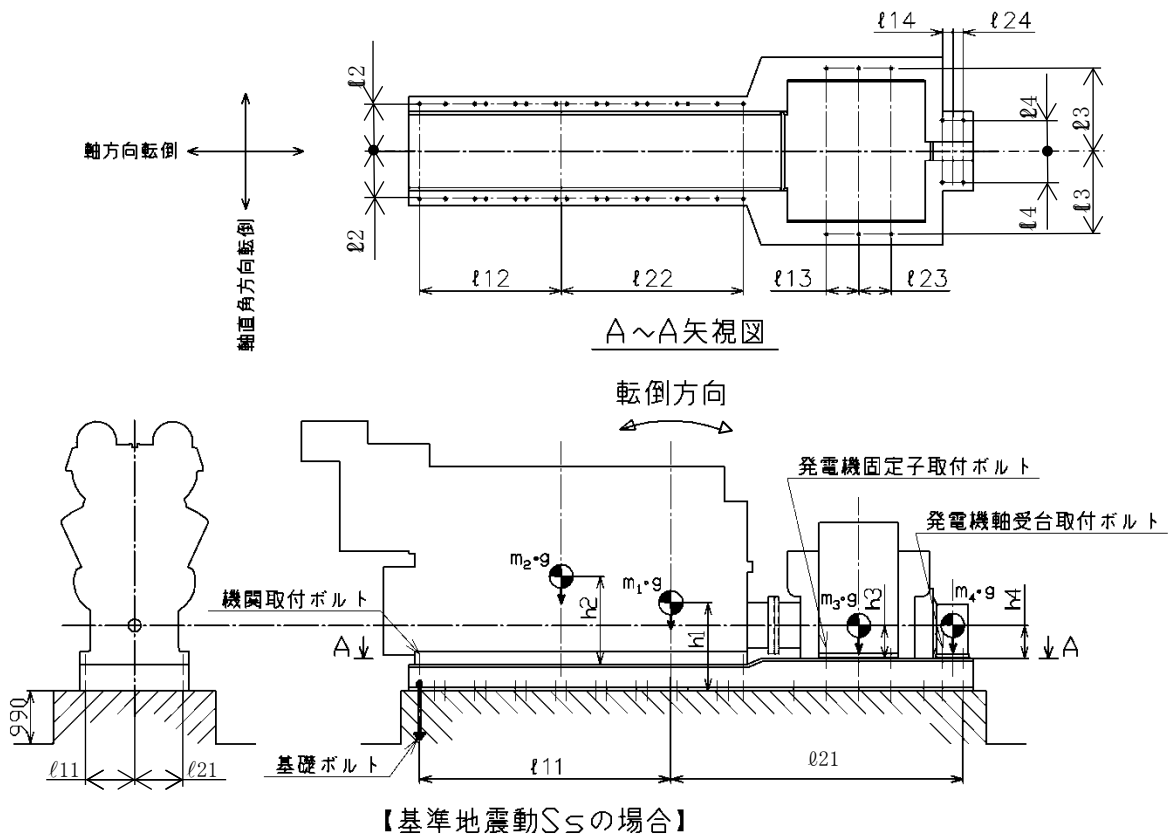 ℓ14 ℓ24
ℓ2
ℓ2
軸方向転倒
軸直角方向転倒
ℓ4
ℓ4
ℓ3
ℓ3
ℓ12 ℓ22 ℓ13 ℓ23
A~A矢視図
転倒方向
発電機固定子取付ボルト
発電機軸受台取付ボルト
機関取付ボルト
m₂・g
m₁・g
m₃・g
m₄・g
h2
h1
h3
h4
A A
990
基礎ボルト
ℓ11 ℓ21
ℓ11 ℓ21
【基準地震動Ssの場合】